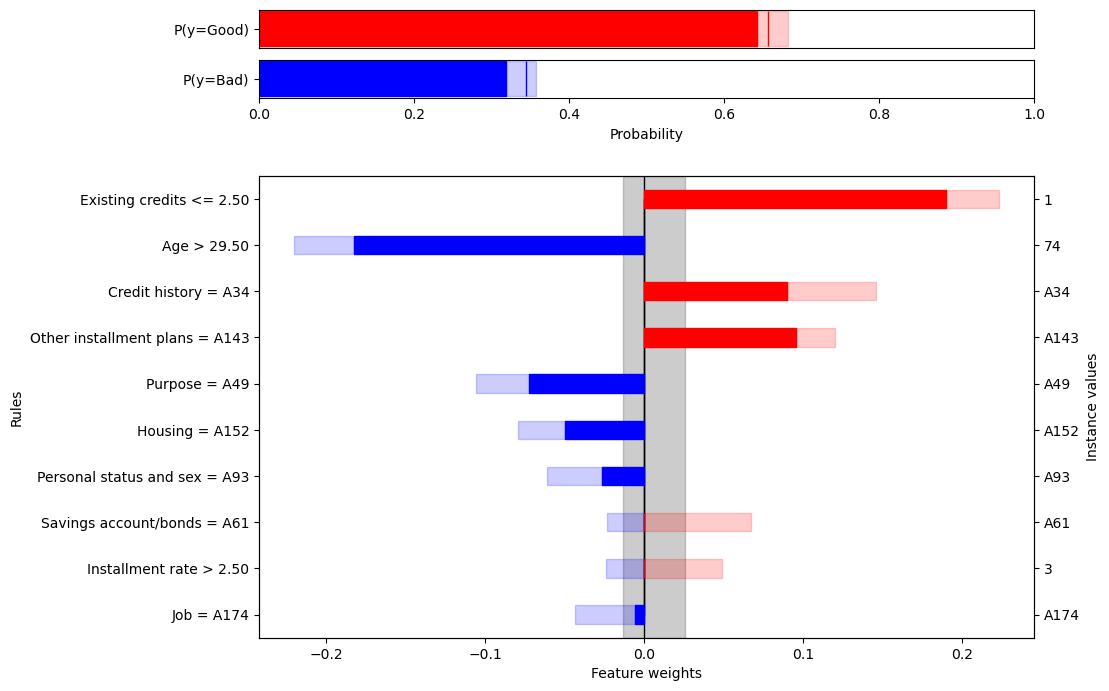 P(y=Good)
P(y=Bad)
0.0 0.2 0.4 0.6 0.8 1.0
Probability
Rules
Existing credits <= 2.50 1
Age > 29.50 74
Credit history = A34 A34
Other installment plans = A143 A143
Purpose = A49 A49
Housing = A152 A152
Personal status and sex = A93 A93
Savings account/bonds = A61 A61
Installment rate > 2.50 3
Job = A174 A174
Instance values
−0.2 −0.1 0.0 0.1 0.2
Feature weights